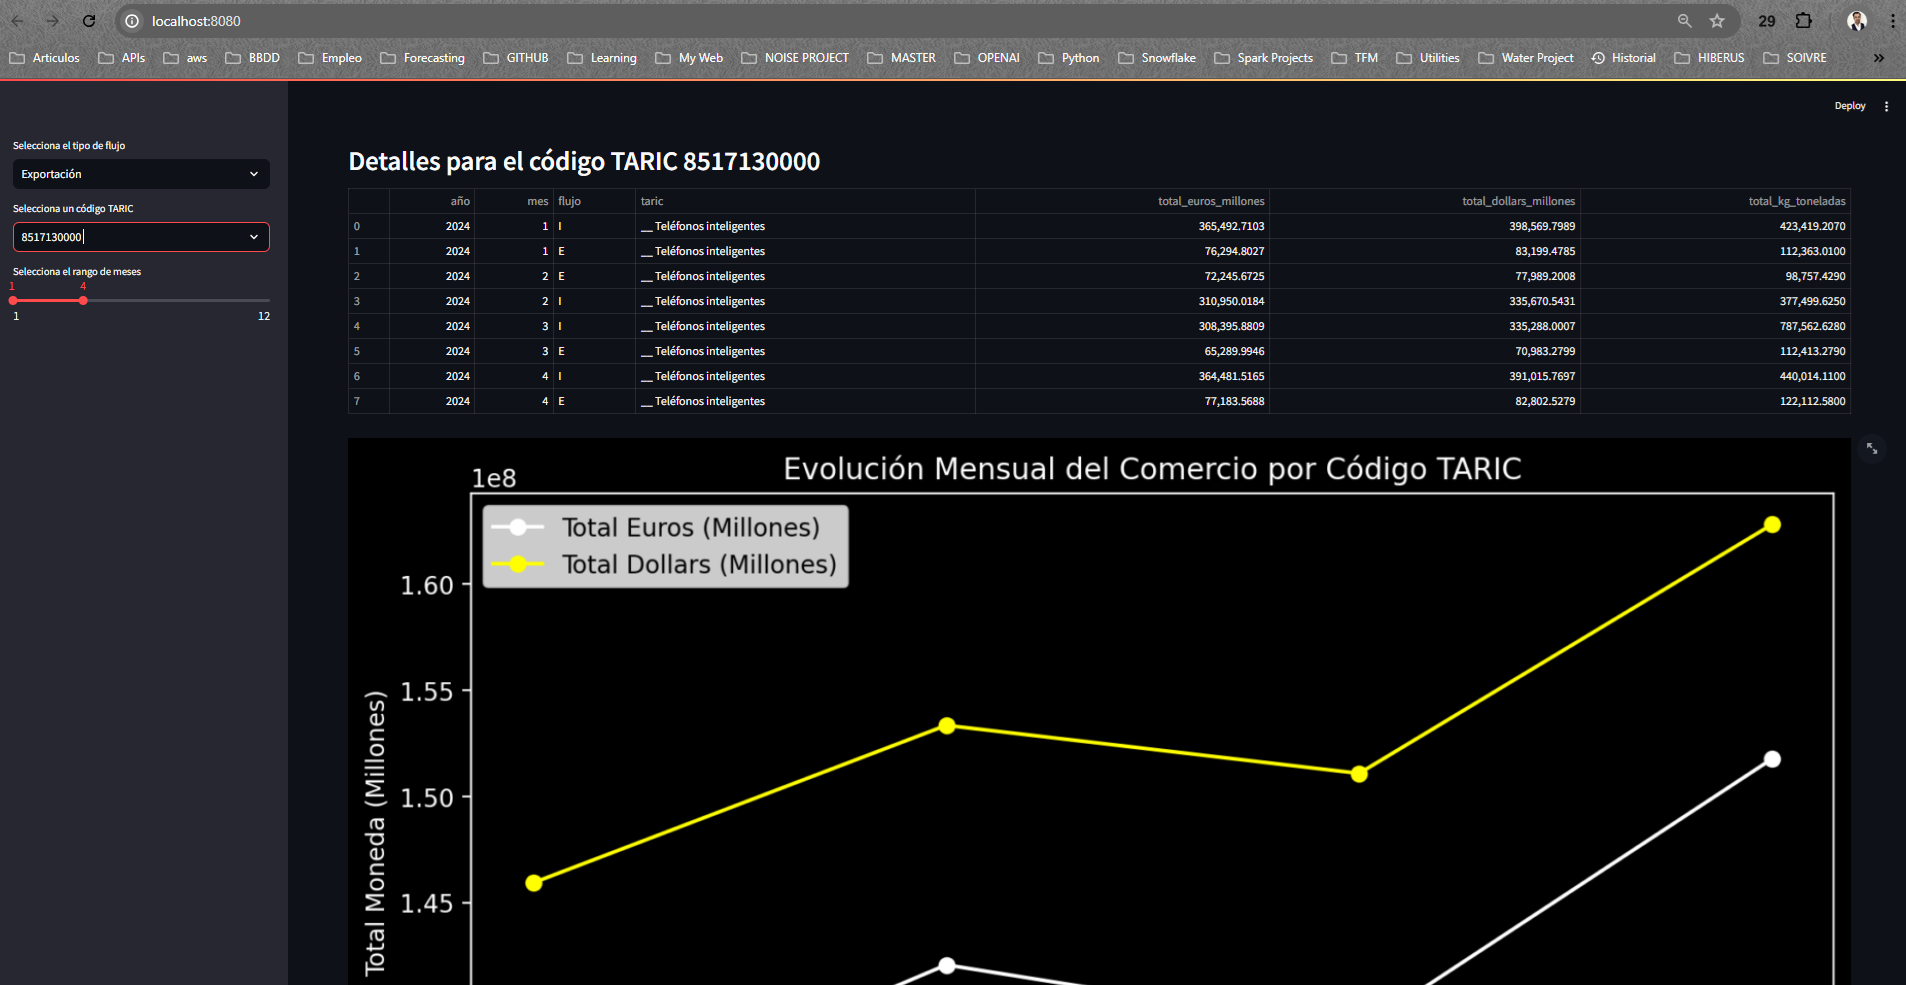 localhost:8080
29
Articulos APIs aws BBDD Empleo Forecasting GITHUB Learning My Web NOISE PROJECT MASTER OPENAI Python Snowflake Spark Projects TFM Utilities Water Project Historial HIBERUS SOIVRE »
Deploy
Selecciona el tipo de flujo
Exportación
Selecciona un código TARIC
8517130000
Selecciona el rango de meses
1 4
1 12
Detalles para el código TARIC 8517130000
año mes flujo taric total_euros_millones total_dollars_millones total_kg_toneladas
0 2024 1 I __ Teléfonos inteligentes 365,492.7103 398,569.7989 423,419.2070
1 2024 1 E __ Teléfonos inteligentes 76,294.8027 83,199.4785 112,363.0100
2 2024 2 E __ Teléfonos inteligentes 72,245.6725 77,989.2008 98,757.4290
3 2024 2 I __ Teléfonos inteligentes 310,950.0184 335,670.5431 377,499.6250
4 2024 3 I __ Teléfonos inteligentes 308,395.8809 335,288.0007 787,562.6280
5 2024 3 E __ Teléfonos inteligentes 65,289.9946 70,983.2799 112,413.2790
6 2024 4 I __ Teléfonos inteligentes 364,481.5165 391,015.7697 440,014.1100
7 2024 4 E __ Teléfonos inteligentes 77,183.5688 82,802.5279 122,112.5800
Evolución Mensual del Comercio por Código TARIC
1e8
Total Euros (Millones)
Total Dollars (Millones)
1.60
1.55
1.50
1.45
Total Moneda (Millones)